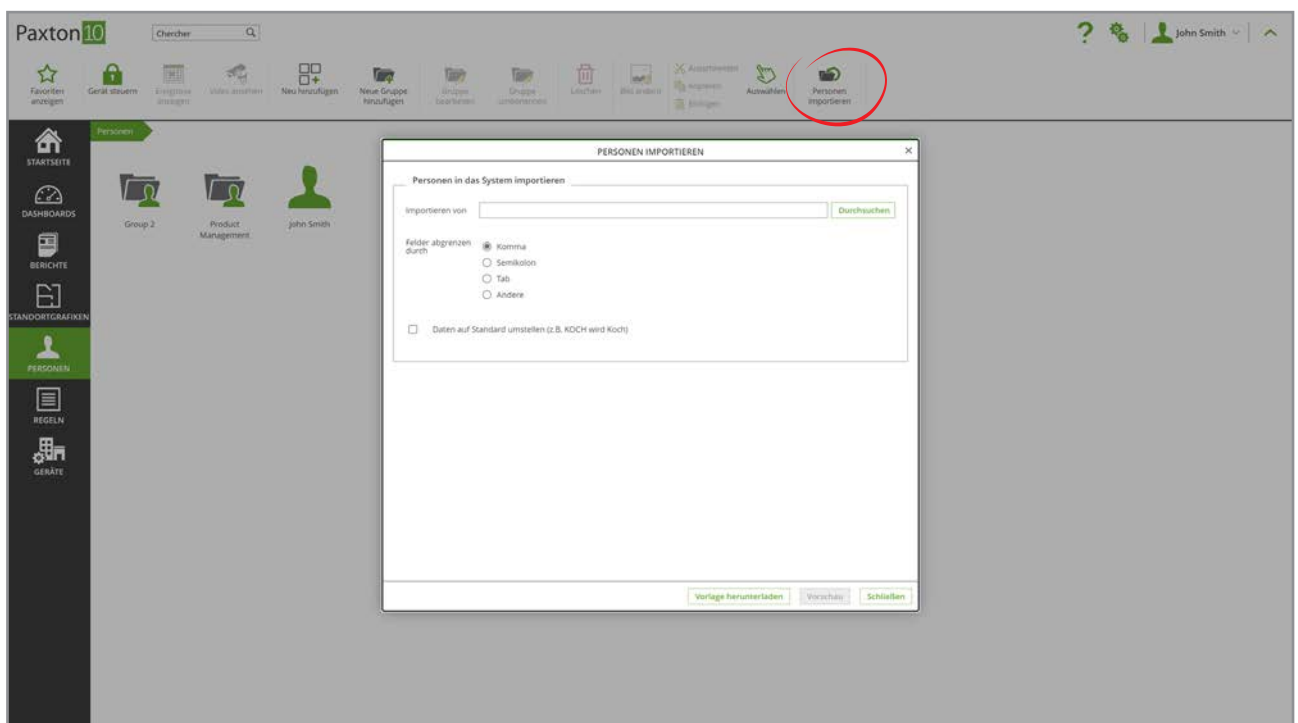 Paxton10
Chercher
John Smith
Favoriten
anzeigen
Gerät steuern
Ereignisse
anzeigen
Video ansehen
Neu hinzufügen
Neue Gruppe
hinzufügen
Gruppe
bearbeiten
Gruppe
umbenennen
Löschen
Bild ändern
Ausschneiden
Kopieren
Einfügen
Auswählen
Personen
importieren
STARTSEITE
DASHBOARDS
BERICHTE
STANDORTGRAFIKEN
PERSONEN
REGELN
GERÄTE
Personen
Group 2
Product
Management
John Smith
PERSONEN IMPORTIEREN
Personen in das System importieren
Importieren von
Durchsuchen
Felder abgrenzen
durch
Komma
Semikolon
Tab
Andere
Daten auf Standard umstellen (z.B. KOCH wird Koch)
Vorlage herunterladen
Vorschau
Schließen